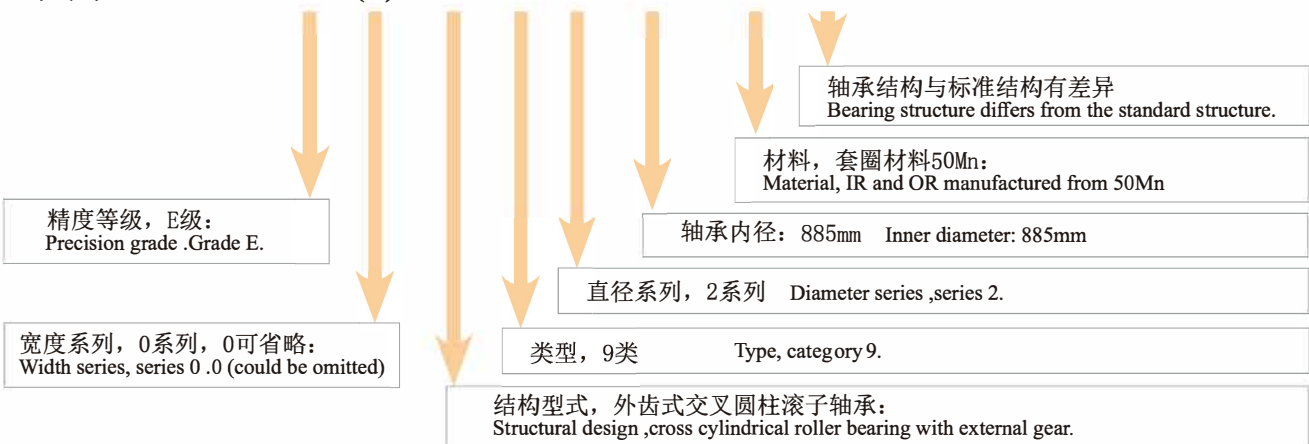 轴承结构与标准结构有差异
Bearing structure differs from the standard structure.
材料，套圈材料50Mn：
Material, IR and OR manufactured from 50Mn
精度等级，E级：
Precision grade .Grade E.
轴承内径：885mm Inner diameter: 885mm
直径系列，2系列 Diameter series ,series 2.
宽度系列，0系列，0可省略：
Width series, series 0 .0 (could be omitted)
类型，9类 Type, category 9.
结构型式，外齿式交叉圆柱滚子轴承：
Structural design ,cross cylindrical roller bearing with external gear.